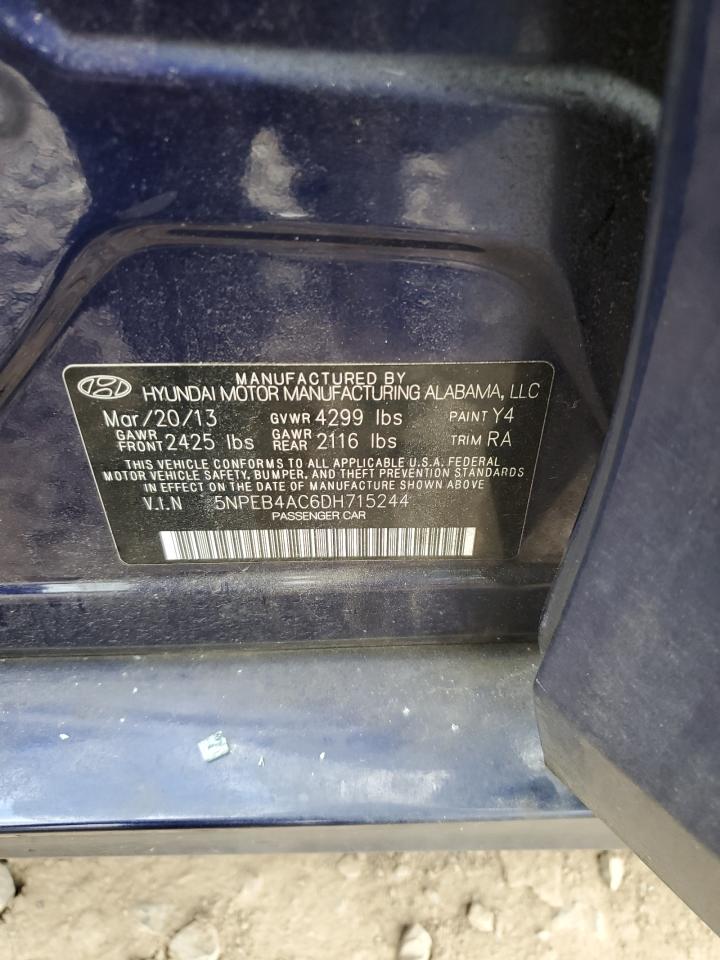 MANUFACTURED BY
HYUNDAI MOTOR MANUFACTURING ALABAMA, LLC
Mar/20/13 GVWR 4299 lbs PAINT Y4
GAWR FRONT 2425 lbs GAWR REAR 2116 lbs TRIM RA
THIS VEHICLE CONFORMS TO ALL APPLICABLE U.S.A. FEDERAL
MOTOR VEHICLE SAFETY, BUMPER, AND THEFT PREVENTION STANDARDS
IN EFFECT ON THE DATE OF MANUFACTURE SHOWN ABOVE
V.I.N 5NPEB4AC6DH715244
PASSENGER CAR